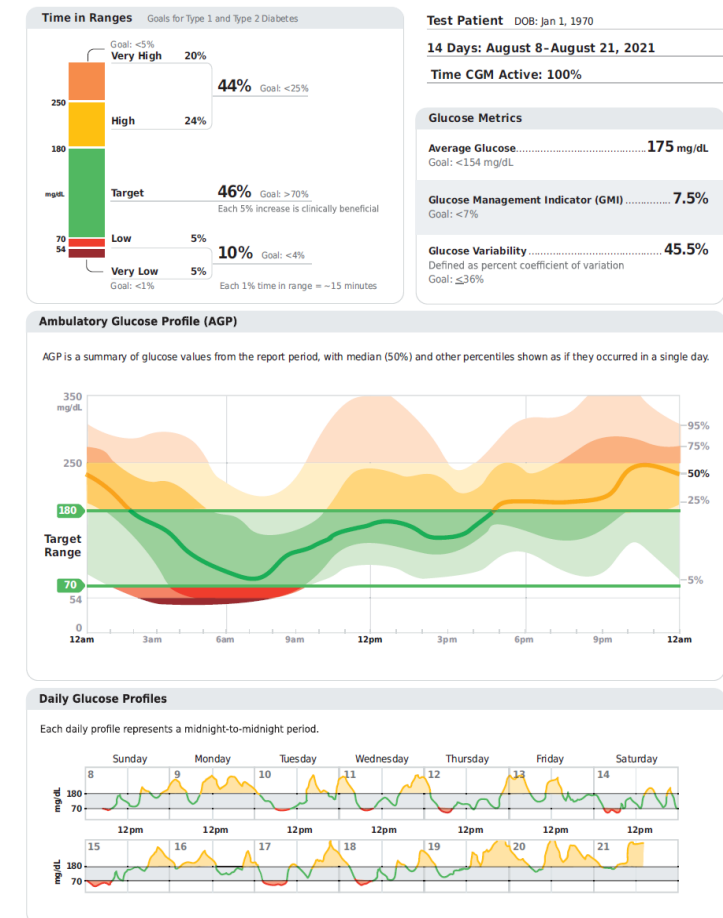 Time in Ranges Goals for Type 1 and Type 2 Diabetes
Goal: <5%
Very High 20%
44% Goal: <25%
250
High 24%
180
mg/dL
Target
46% Goal: >70%
Each 5% increase is clinically beneficial
70
Low 5%
54
10% Goal: <4%
Very Low 5%
Goal: <1%
Each 1% time in range = ~15 minutes
Test Patient DOB: Jan 1, 1970
14 Days: August 8–August 21, 2021
Time CGM Active: 100%
Glucose Metrics
Average Glucose........................................175 mg/dL
Goal: <154 mg/dL
Glucose Management Indicator (GMI)............... 7.5%
Goal: <7%
Glucose Variability.......................................... 45.5%
Defined as percent coefficient of variation
Goal: ≤36%
Ambulatory Glucose Profile (AGP)
AGP is a summary of glucose values from the report period, with median (50%) and other percentiles shown as if they occurred in a single day.
350
mg/dL
95%
75%
250
50%
25%
180
Target
Range
70
5%
54
0
12am 3am 6am 9am 12pm 3pm 6pm 9pm 12am
Daily Glucose Profiles
Each daily profile represents a midnight-to-midnight period.
Sunday Monday Tuesday Wednesday Thursday Friday Saturday
8 9 10 11 12 13 14
mg/dL
180
70
12pm 12pm 12pm 12pm 12pm 12pm 12pm
15 16 17 18 19 20 21
mg/dL
180
70